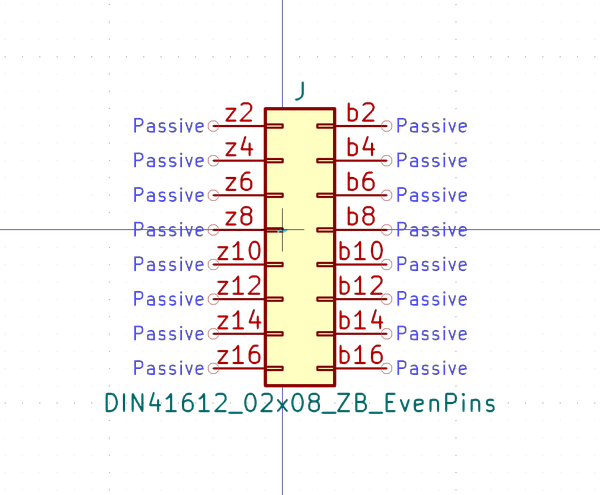 J
Passive z2 b2 Passive
Passive z4 b4 Passive
Passive z6 b6 Passive
Passive z8 b8 Passive
Passive z10 b10 Passive
Passive z12 b12 Passive
Passive z14 b14 Passive
Passive z16 b16 Passive
DIN41612_02x08_ZB_EvenPins